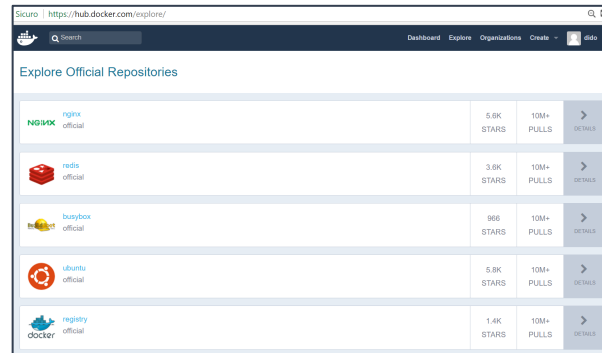 Sicuro https://hub.docker.com/explore/
Search Dashboard Explore Organizations Create dido
Explore Official Repositories
NGINX
nginx
official
5.6K
STARS
10M+
PULLS
DETAILS
redis
official
3.6K
STARS
10M+
PULLS
DETAILS
busybox
official
966
STARS
10M+
PULLS
DETAILS
ubuntu
official
5.8K
STARS
10M+
PULLS
DETAILS
docker
registry
official
1.4K
STARS
10M+
PULLS
DETAILS